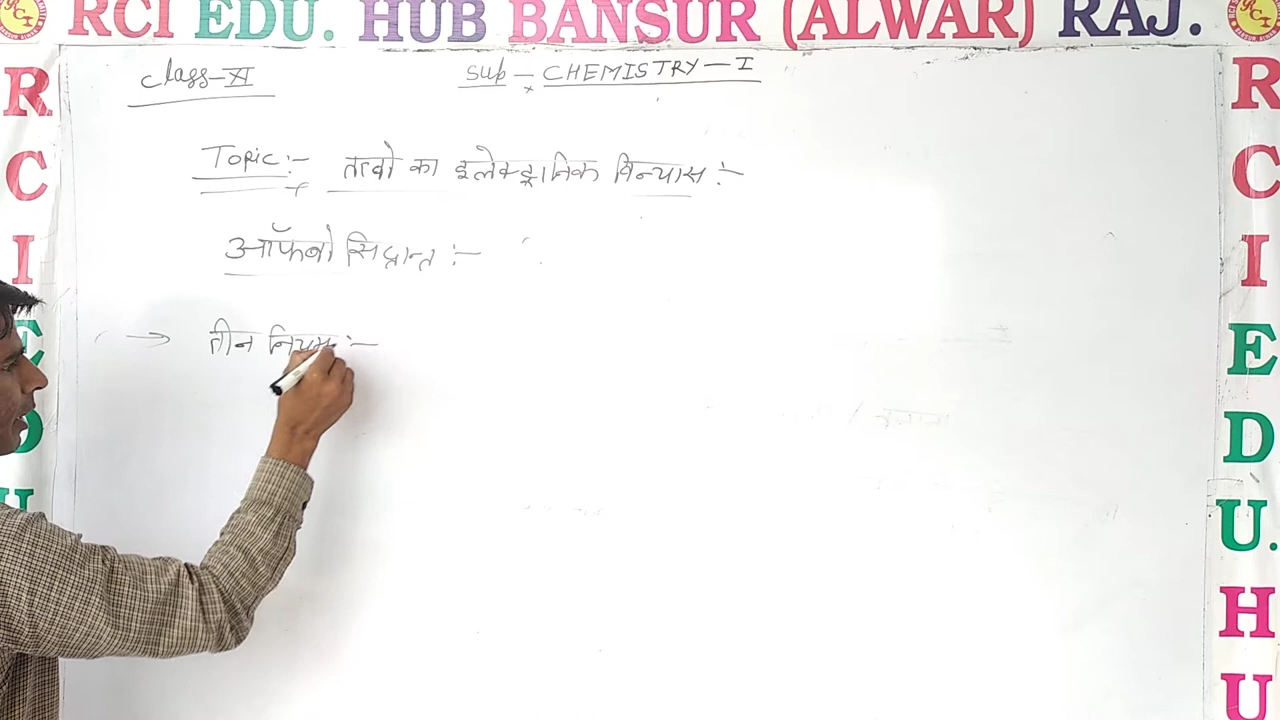 RCI EDU. HUB BANSUR (ALWAR) RAJ.
Class-XI
Sub - CHEMISTRY-I
Topic:- तत्वो का इलेक्ट्रानिक विन्यास :-
ऑफबो सिद्धान्त :-
→ तीन नियम :-
R
C
I
E
D
U
R
C
I
E
D
U.
H
U